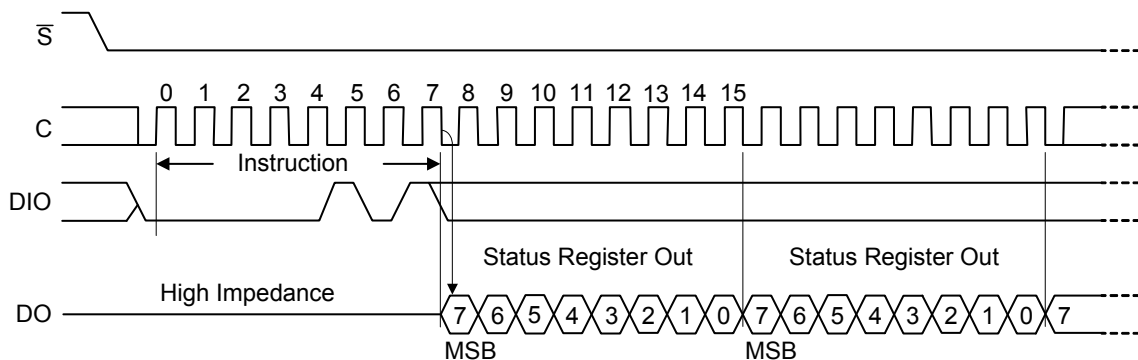 S̅
0 1 2 3 4 5 6 7 8 9 10 11 12 13 14 15
C
Instruction
DIO
Status Register Out Status Register Out
High Impedance
DO 7 6 5 4 3 2 1 0 7 6 5 4 3 2 1 0 7
MSB MSB